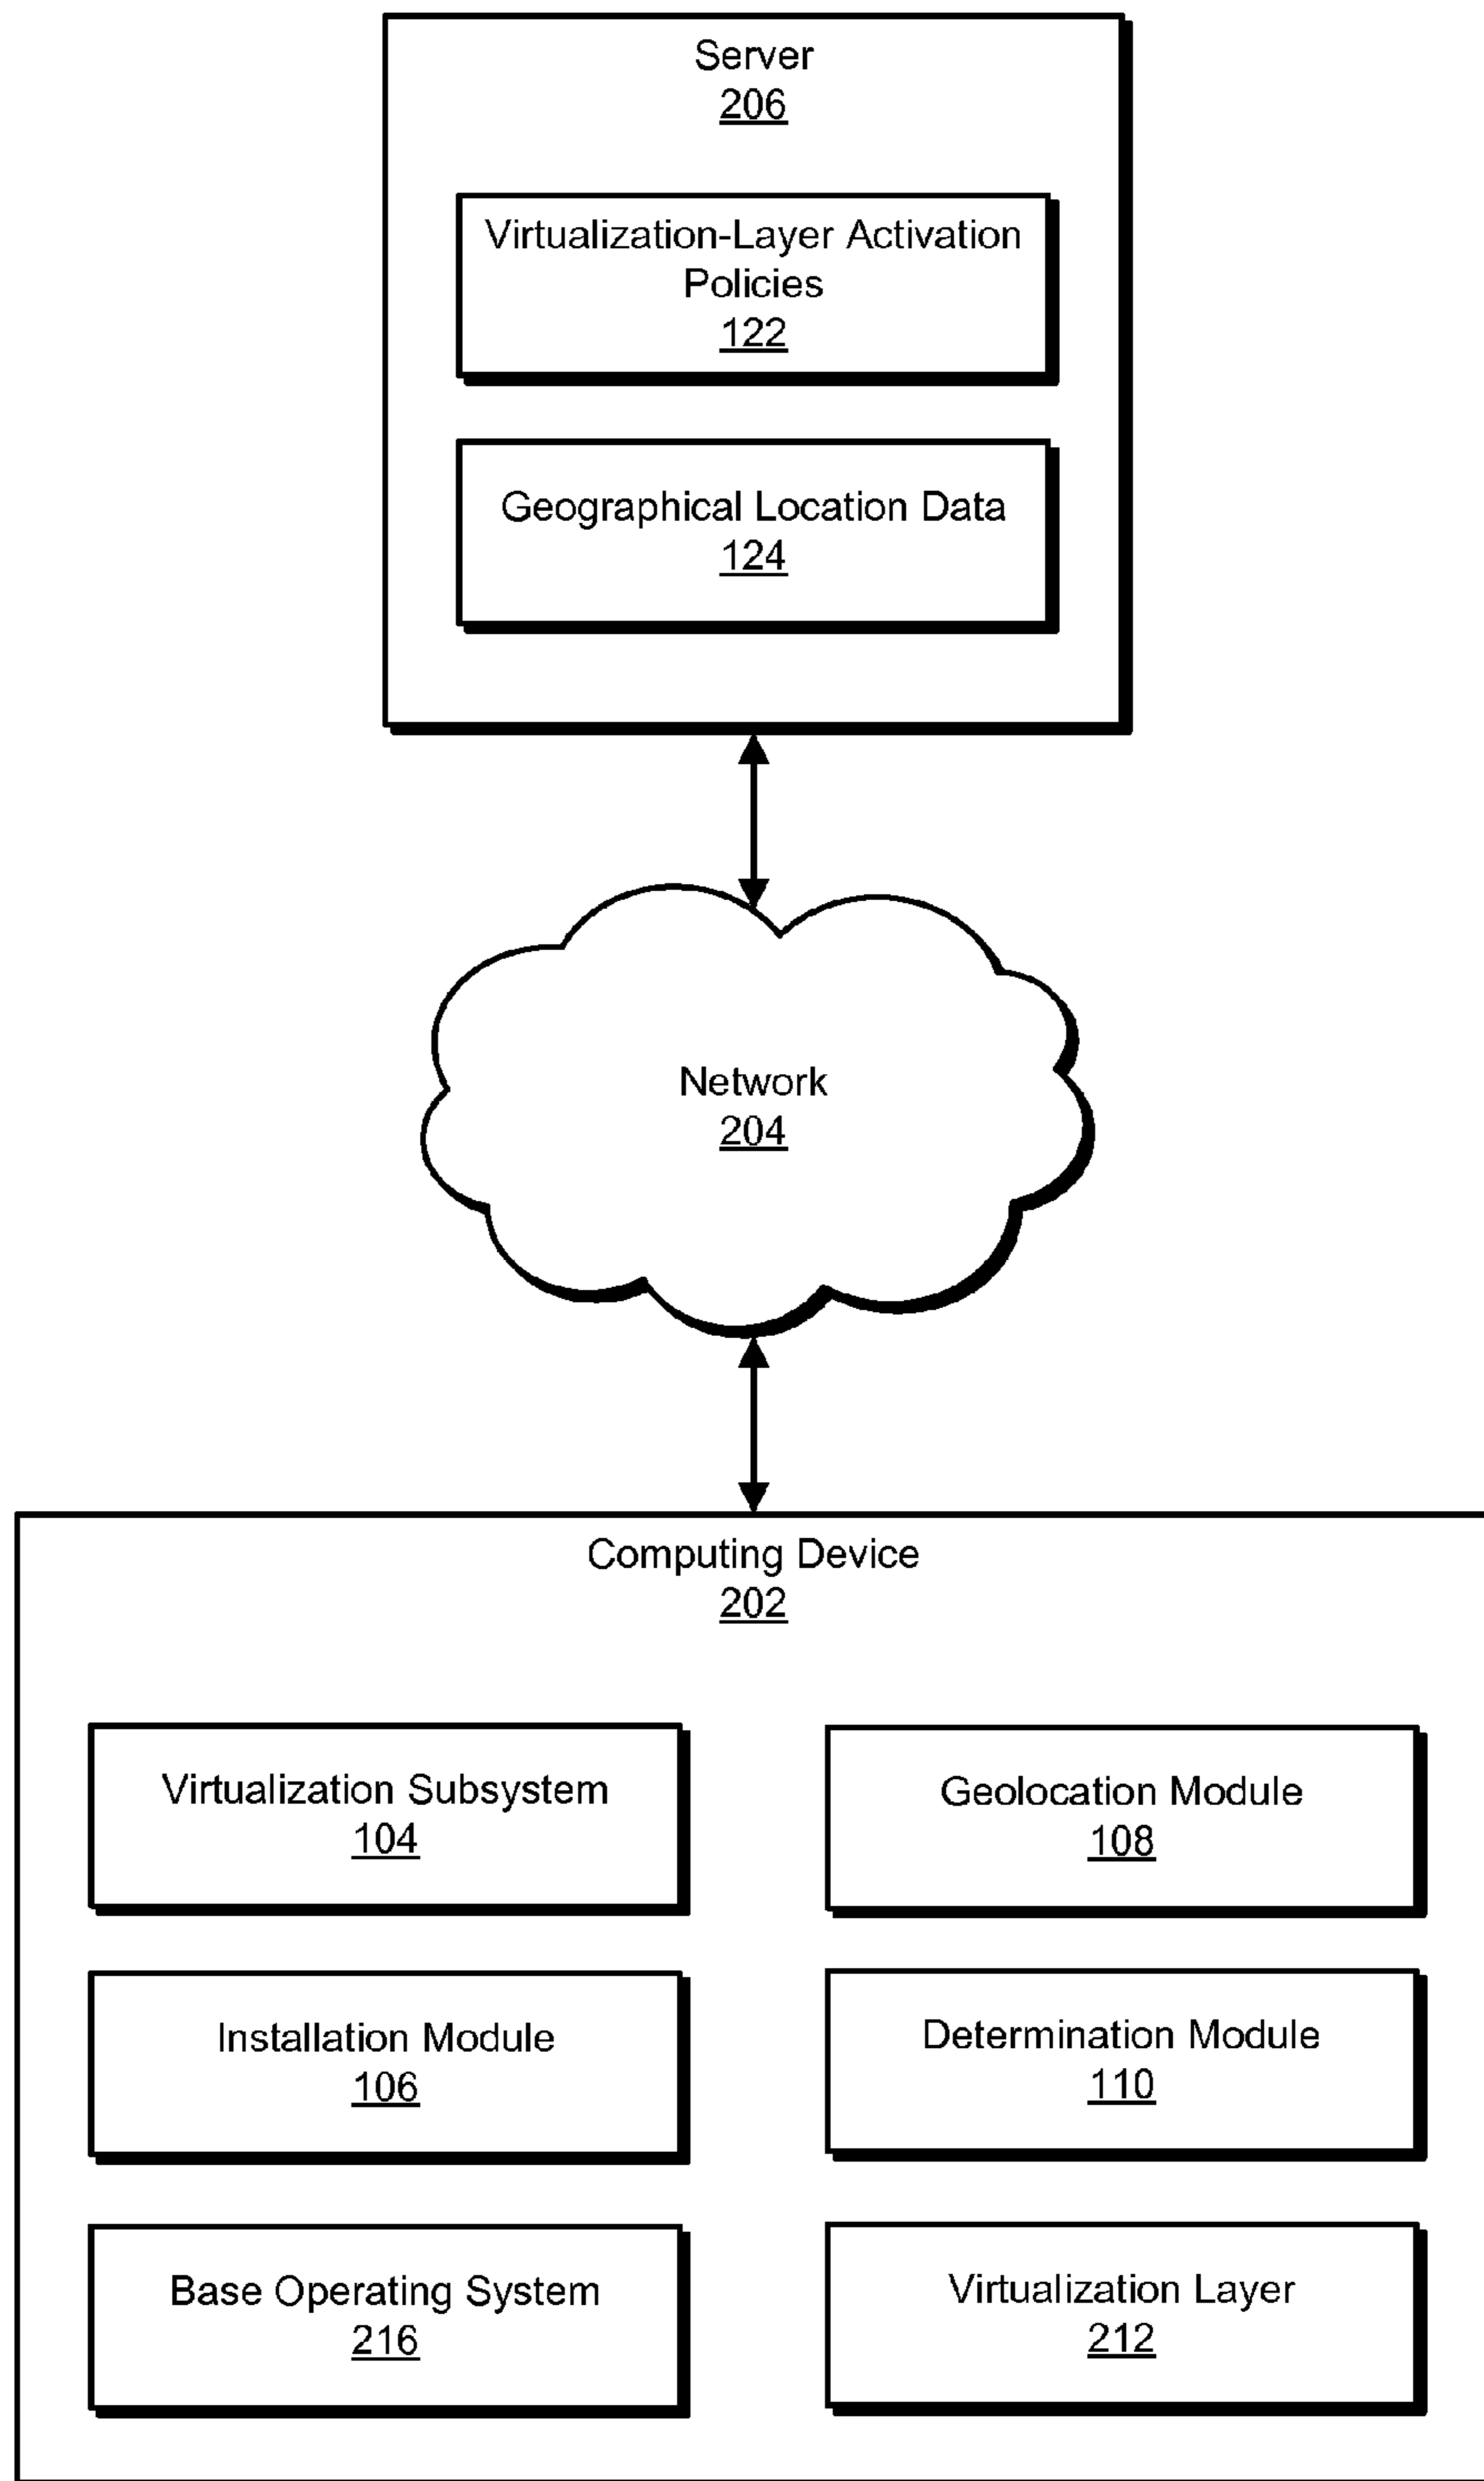 Server
206
Virtualization-Layer Activation
Policies
122
Geographical Location Data
124
Network
204
Computing Device
202
Virtualization Subsystem
104
Geolocation Module
108
Installation Module
106
Determination Module
110
Base Operating System
216
Virtualization Layer
212